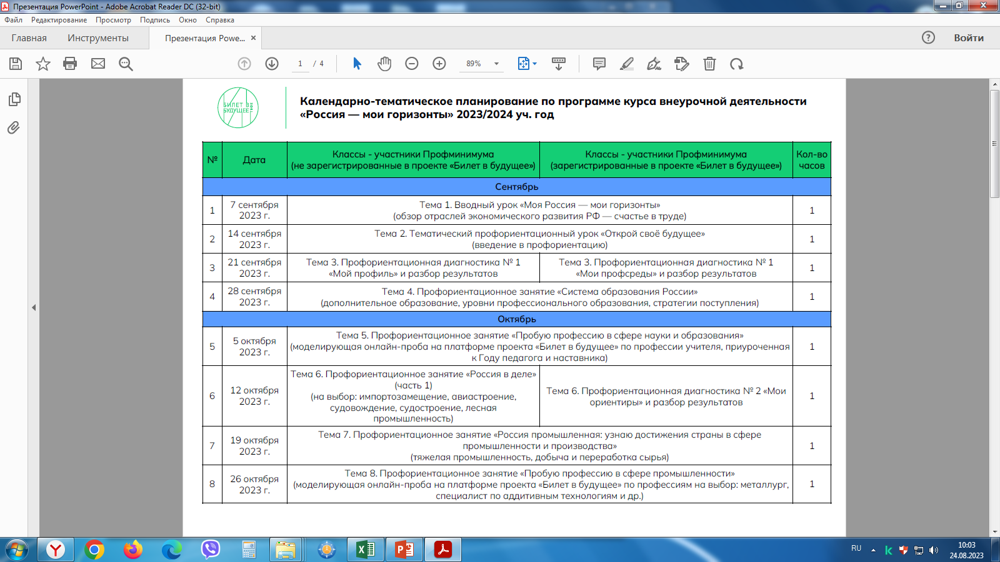 Презентация PowerPoint - Adobe Acrobat Reader DC (32-bit)
Файл Редактирование Просмотр Подпись Окно Справка
Главная Инструменты Презентация Powe... × Войти
1 / 4 89%
БИЛЕТ В
БУДУЩЕЕ
Календарно-тематическое планирование по программе курса внеурочной деятельности
«Россия — мои горизонты» 2023/2024 уч. год
№ Дата Классы - участники Профминимума
(не зарегистрированные в проекте «Билет в будущее») Классы - участники Профминимума
(зарегистрированные в проекте «Билет в будущее») Кол-во
часов
Сентябрь
1 7 сентября
2023 г. Тема 1. Вводный урок «Моя Россия — мои горизонты»
(обзор отраслей экономического развития РФ — счастье в труде) 1
2 14 сентября
2023 г. Тема 2. Тематический профориентационный урок «Открой своё будущее»
(введение в профориентацию) 1
3 21 сентября
2023 г. Тема 3. Профориентационная диагностика № 1
«Мой профиль» и разбор результатов Тема 3. Профориентационная диагностика № 1
«Мои профсреды» и разбор результатов 1
4 28 сентября
2023 г. Тема 4. Профориентационное занятие «Система образования России»
(дополнительное образование, уровни профессионального образования, стратегии поступления) 1
Октябрь
5 5 октября
2023 г. Тема 5. Профориентационное занятие «Пробую профессию в сфере науки и образования»
(моделирующая онлайн-проба на платформе проекта «Билет в будущее» по профессии учителя, приуроченная
к Году педагога и наставника) 1
6 12 октября
2023 г. Тема 6. Профориентационное занятие «Россия в деле»
(часть 1)
(на выбор: импортозамещение, авиастроение,
судовождение, судостроение, лесная
промышленность) Тема 6. Профориентационная диагностика № 2 «Мои
ориентиры» и разбор результатов 1
7 19 октября
2023 г. Тема 7. Профориентационное занятие «Россия промышленная: узнаю достижения страны в сфере
промышленности и производства»
(тяжелая промышленность, добыча и переработка сырья) 1
8 26 октября
2023 г. Тема 8. Профориентационное занятие «Пробую профессию в сфере промышленности»
(моделирующая онлайн-проба на платформе проекта «Билет в будущее» по профессиям на выбор: металлург,
специалист по аддитивным технологиям и др.) 1
RU 10:03
24.08.2023